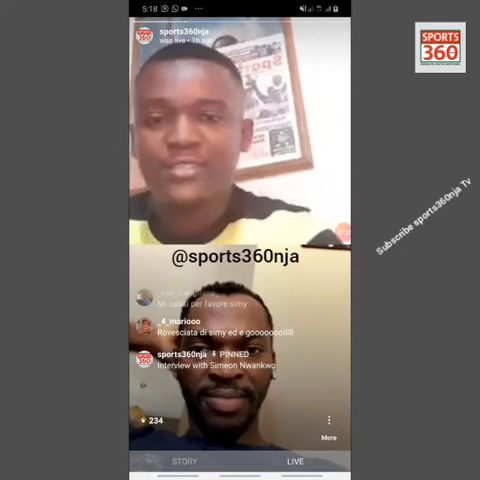 5:18
sports360nja
was live • 1h ago
SPORTS
360
Subscribe sports360nja Tv
@sports360nja
Mi saluti per favore simy
_4_mariooo
Rovesciata di simy ed e gooooooollllll
sports360nja PINNED
Interview with Simeon Nwankwo
234
More
STORY
LIVE